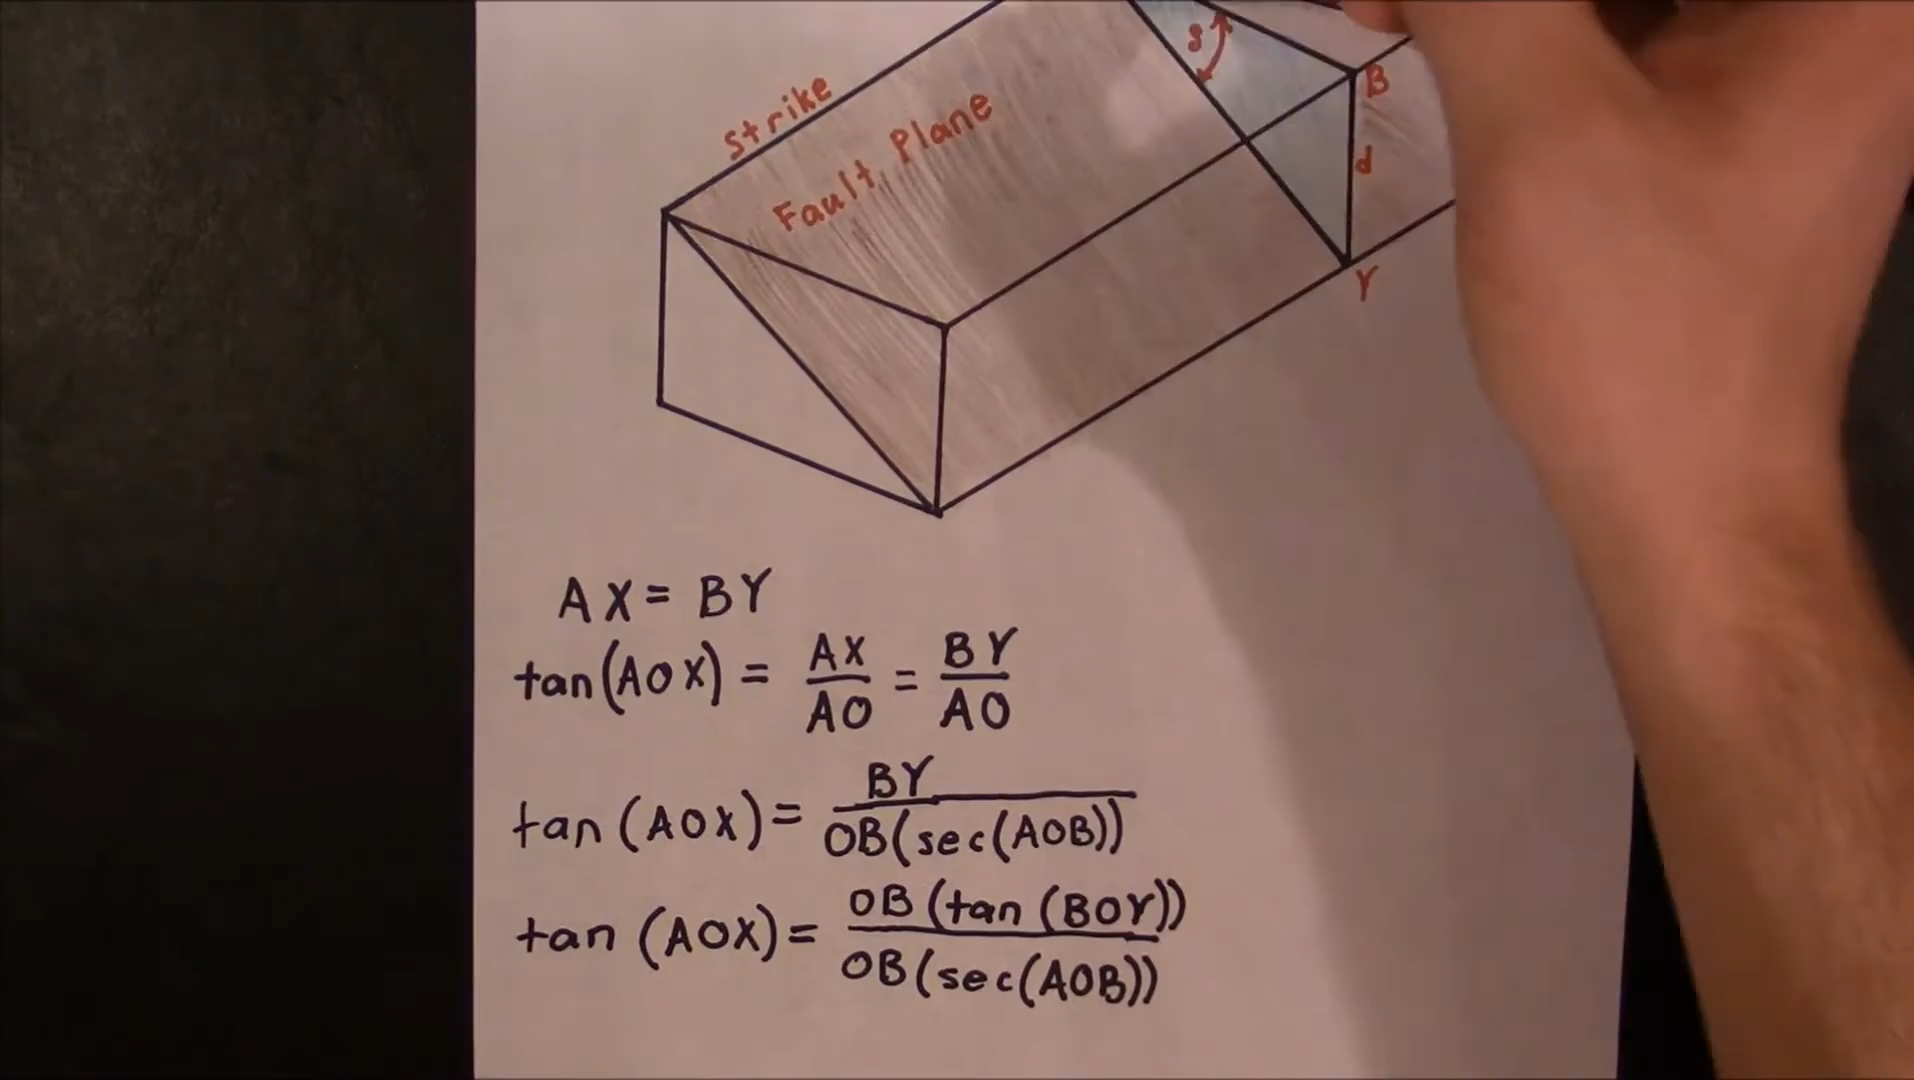 δ
B
Strike
Fault Plane
d
Y
AX = BY
tan(AOX) = AX/AO = BY/AO
tan(AOX) = BY/OB(sec(AOB))
tan(AOX) = OB(tan(BOY))/OB(sec(AOB))